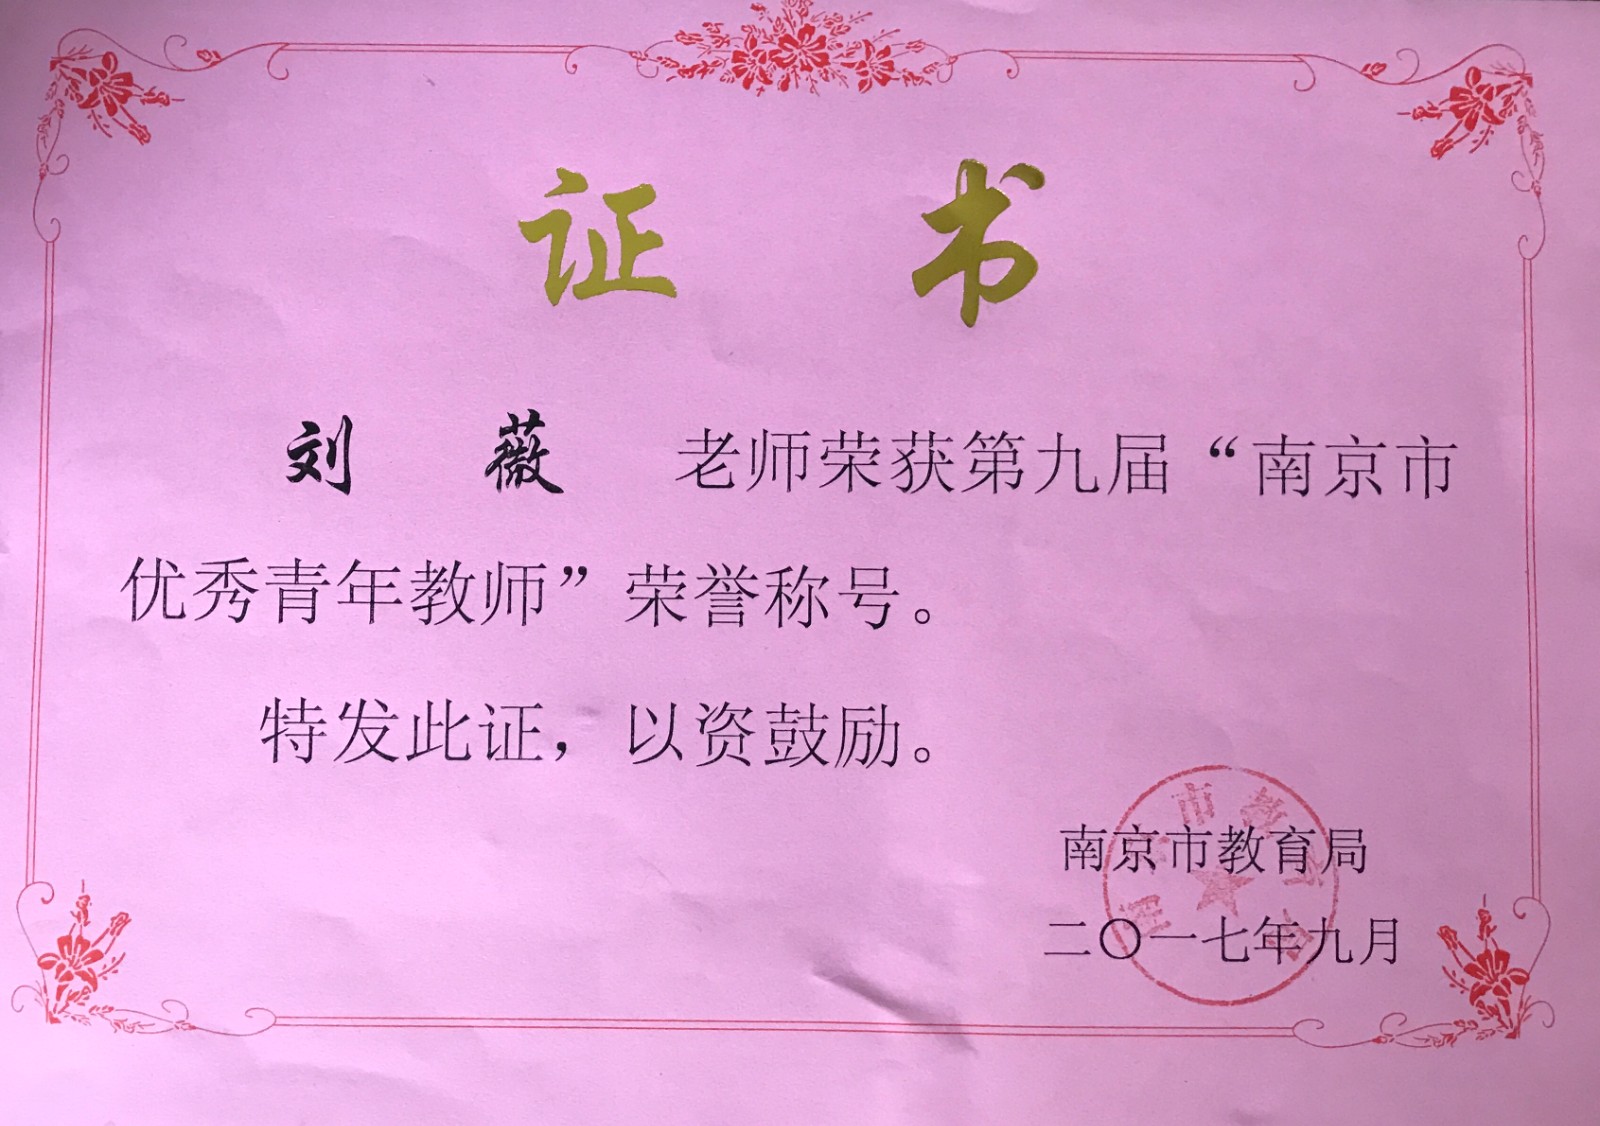 证书
刘薇 老师荣获第九届“南京市
优秀青年教师”荣誉称号。
特发此证，以资鼓励。
南京市教育局
二〇一七年九月